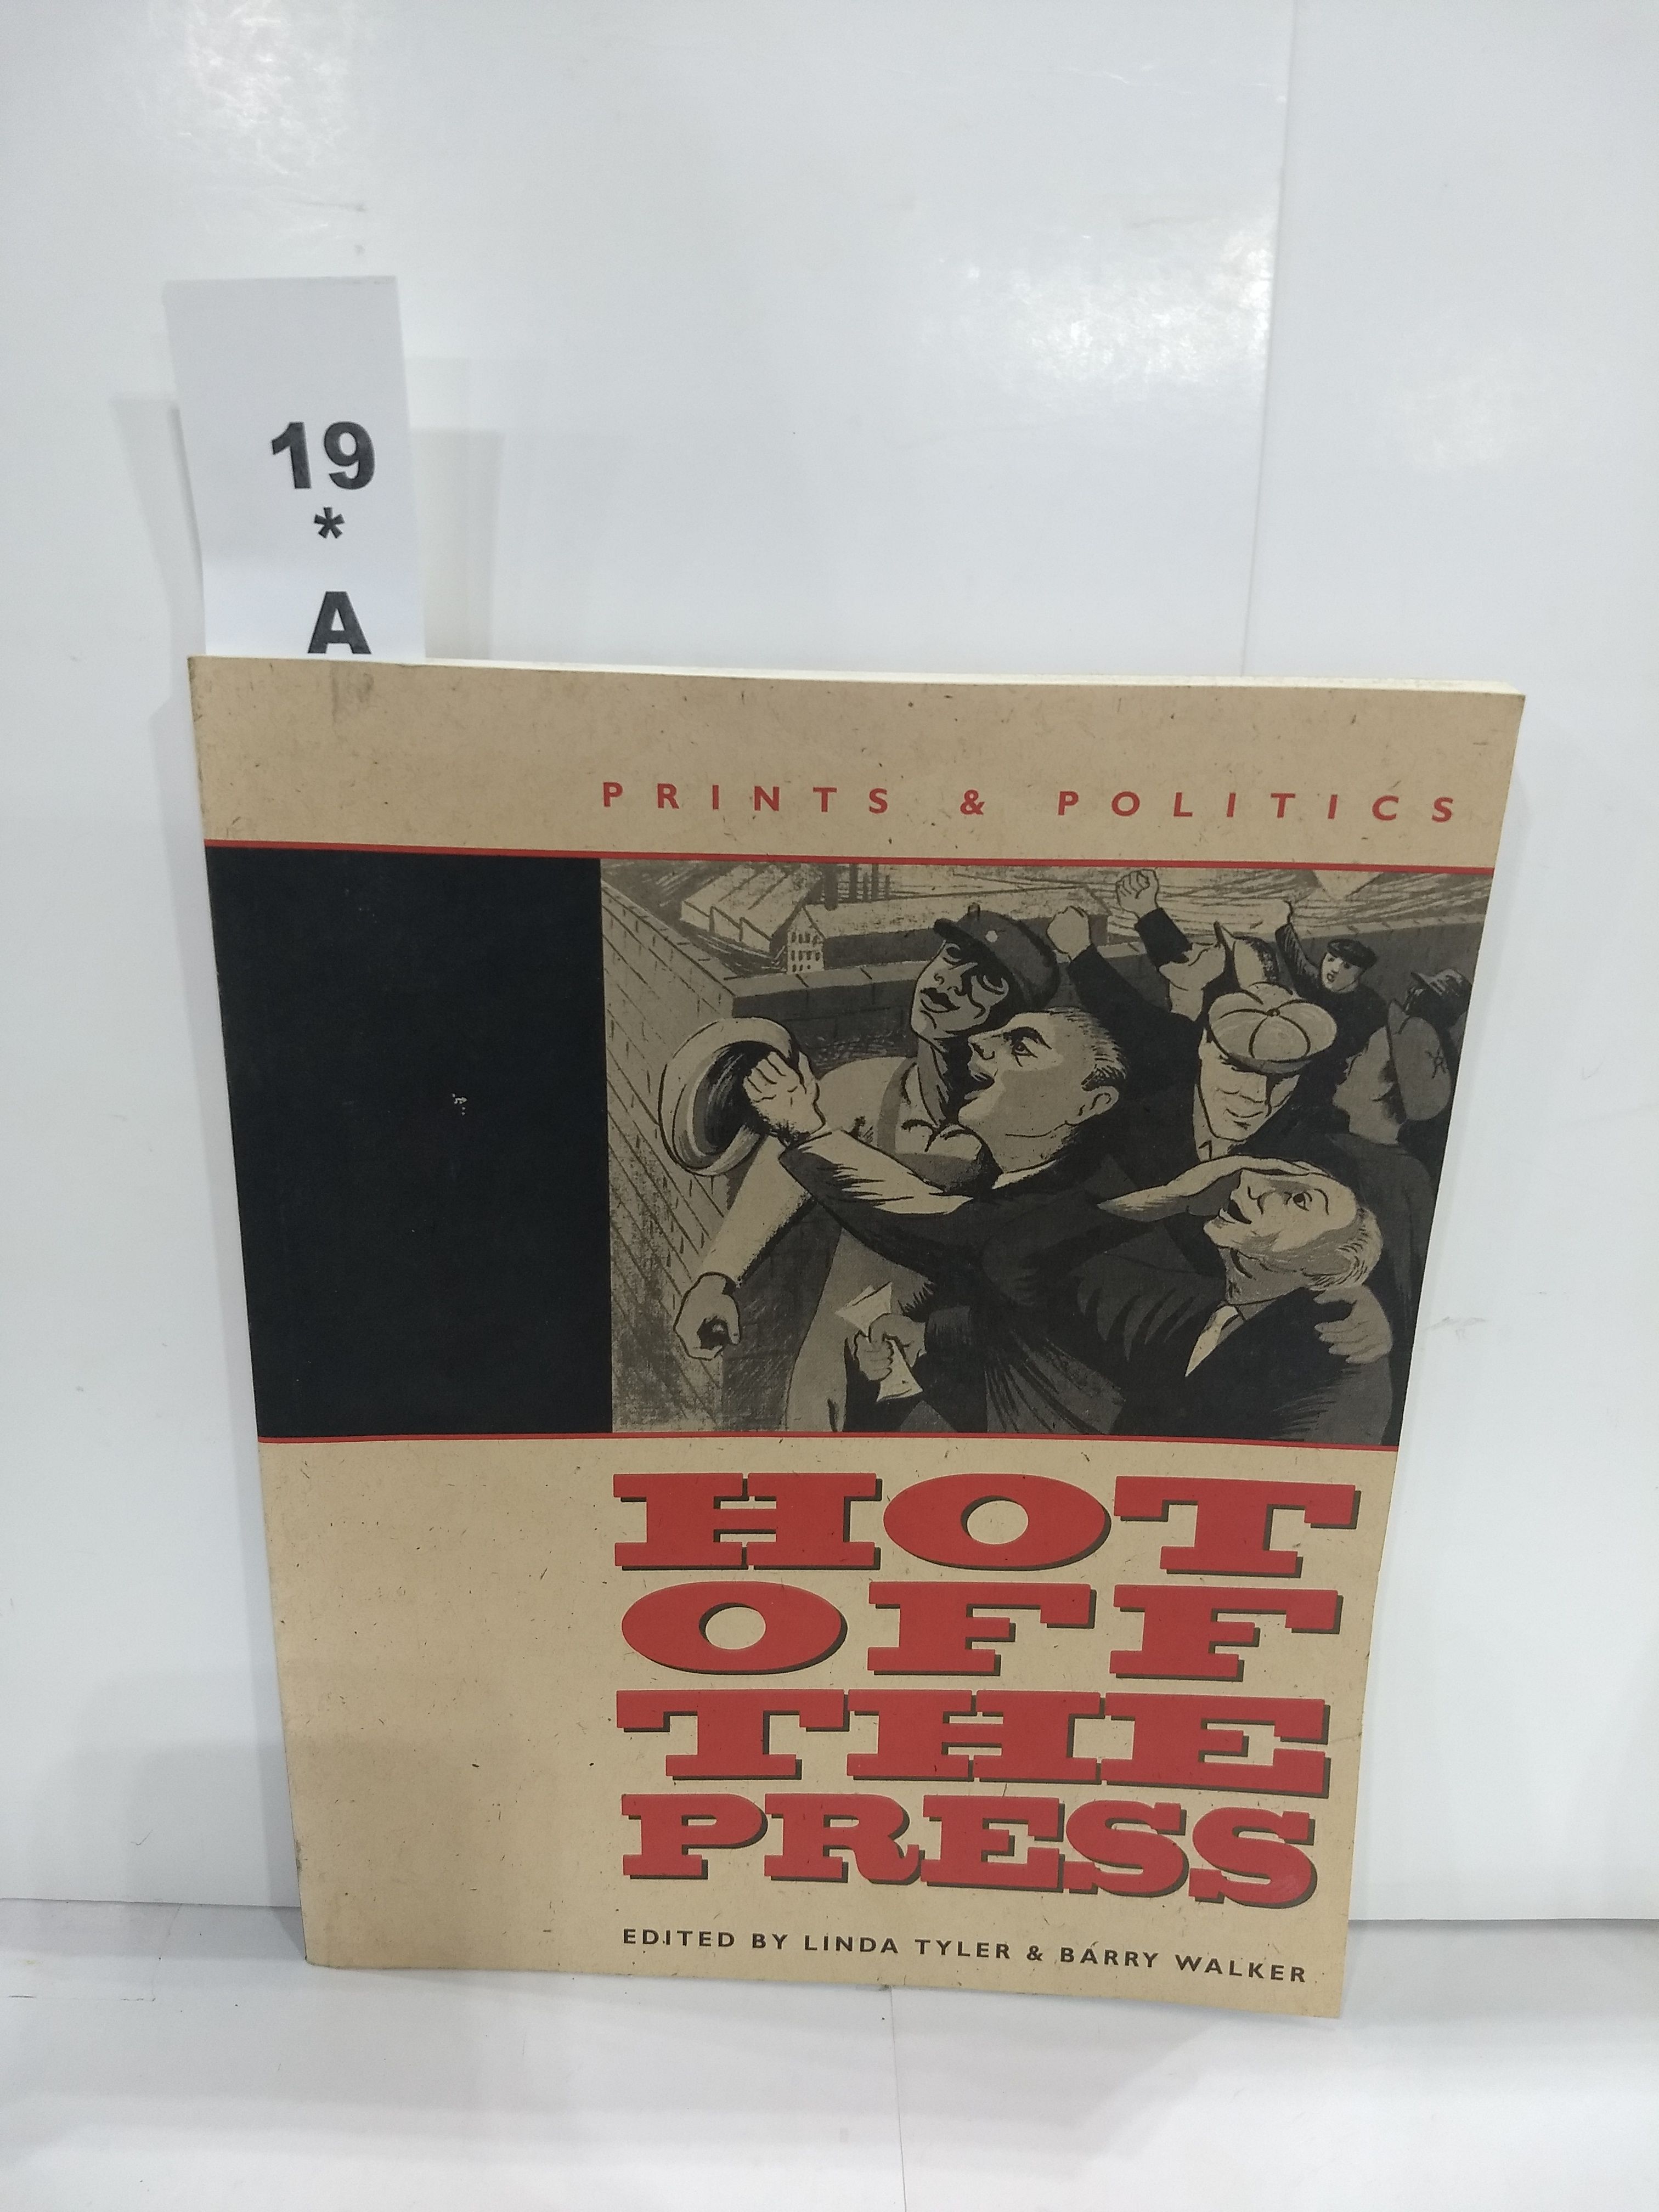 19
*
A
PRINTS & POLITICS
HOT
OFF
THE
PRESS
EDITED BY LINDA TYLER & BARRY WALKER